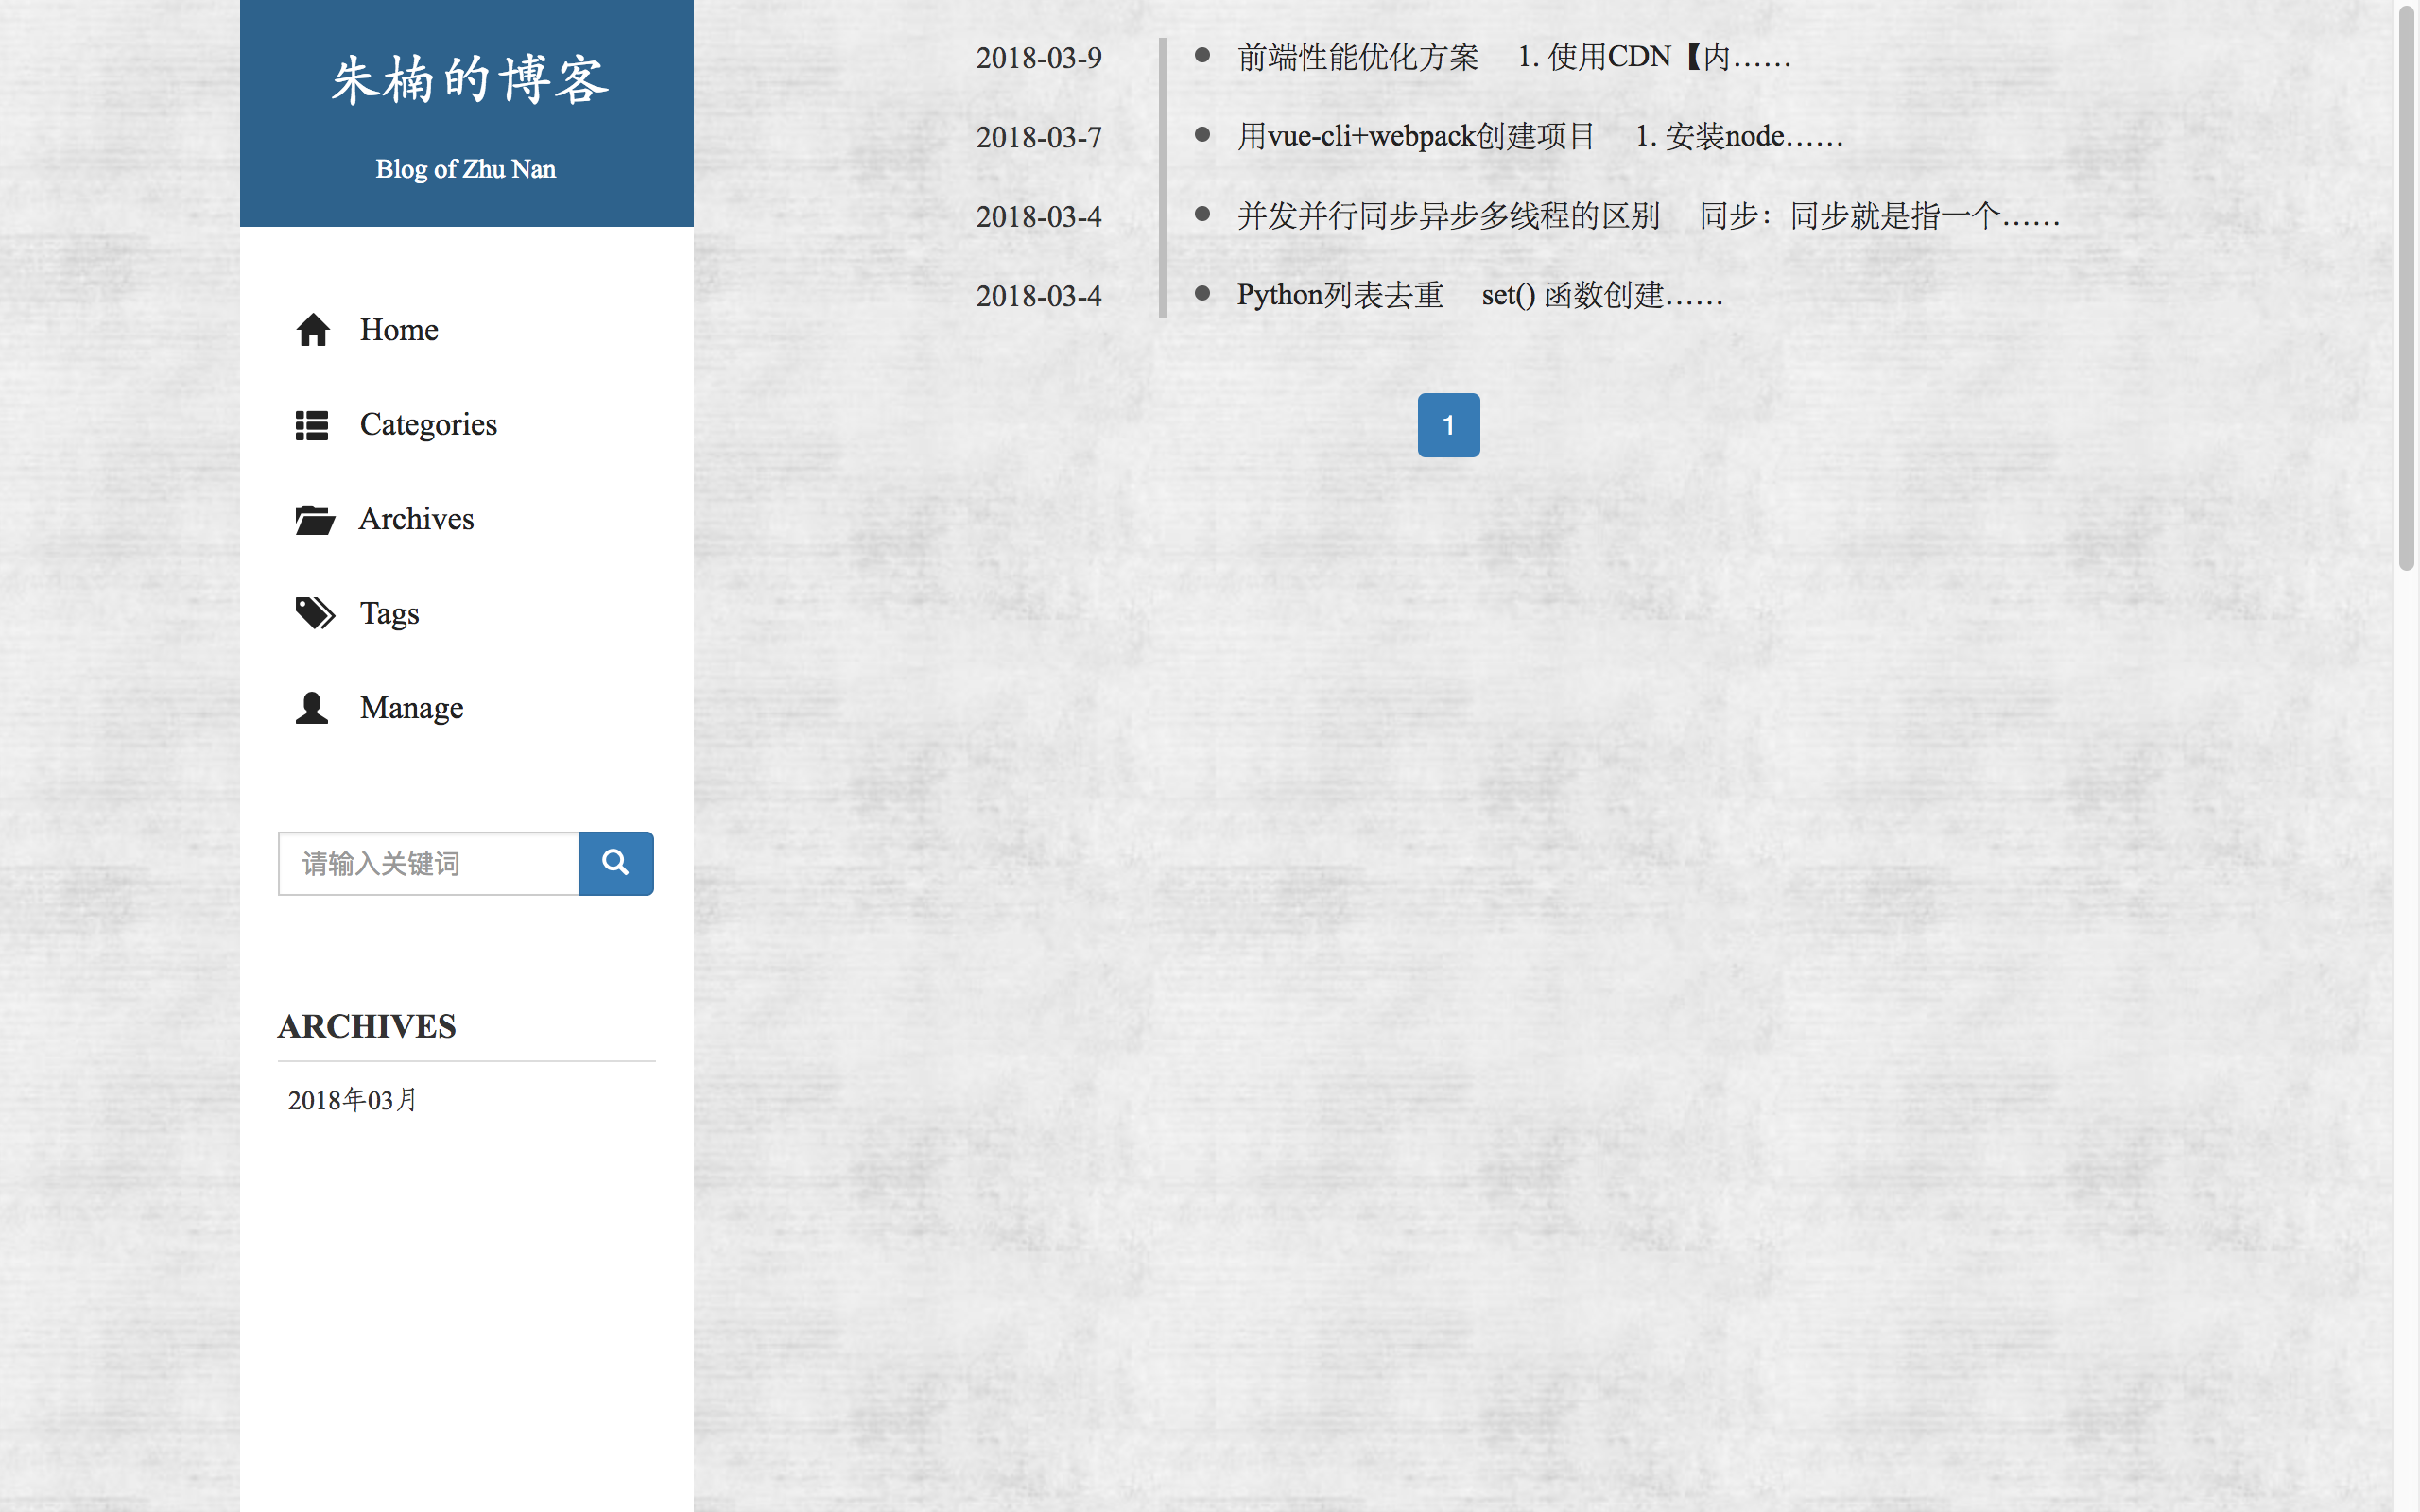 朱楠的博客
Blog of Zhu Nan
Home
Categories
Archives
Tags
Manage
请输入关键词
ARCHIVES
2018年03月
2018-03-9 前端性能优化方案 1. 使用CDN【内……
2018-03-7 用vue-cli+webpack创建项目 1. 安装node……
2018-03-4 并发并行同步异步多线程的区别 同步：同步就是指一个……
2018-03-4 Python列表去重 set() 函数创建……
1